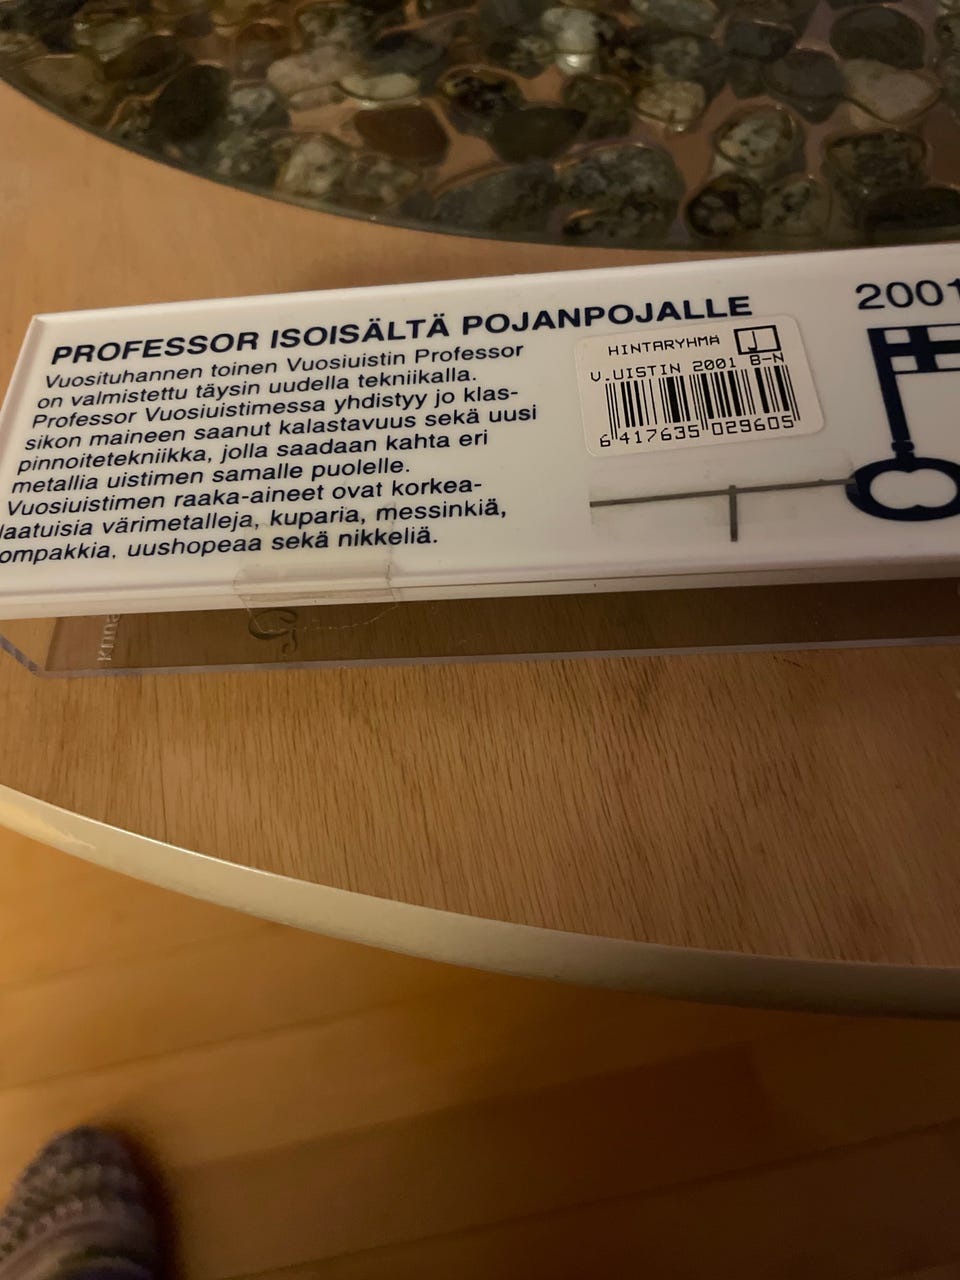 PROFESSOR ISOISÄLTÄ POJANPOJALLE
Vuosituhannen toinen Vuosiuistin Professor
on valmistettu täysin uudella tekniikalla.
Professor Vuosiuistimessa yhdistyy jo klas-
sikon maineen saanut kalastavuus sekä uusi
pinnoitetekniikka, jolla saadaan kahta eri
metallia uistimen samalle puolelle.
Vuosiuistimen raaka-aineet ovat korkea-
laatuisia värimetalleja, kuparia, messinkiä,
ompakkia, uushopeaa sekä nikkeliä.
HINTARYHMÄ J
V.UISTIN 2001 B-N
6 417635 029605
2001